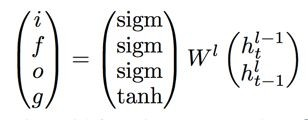 i sigm
f sigm h_t^{l-1}
o = sigm W^l h_{t-1}^l
g tanh